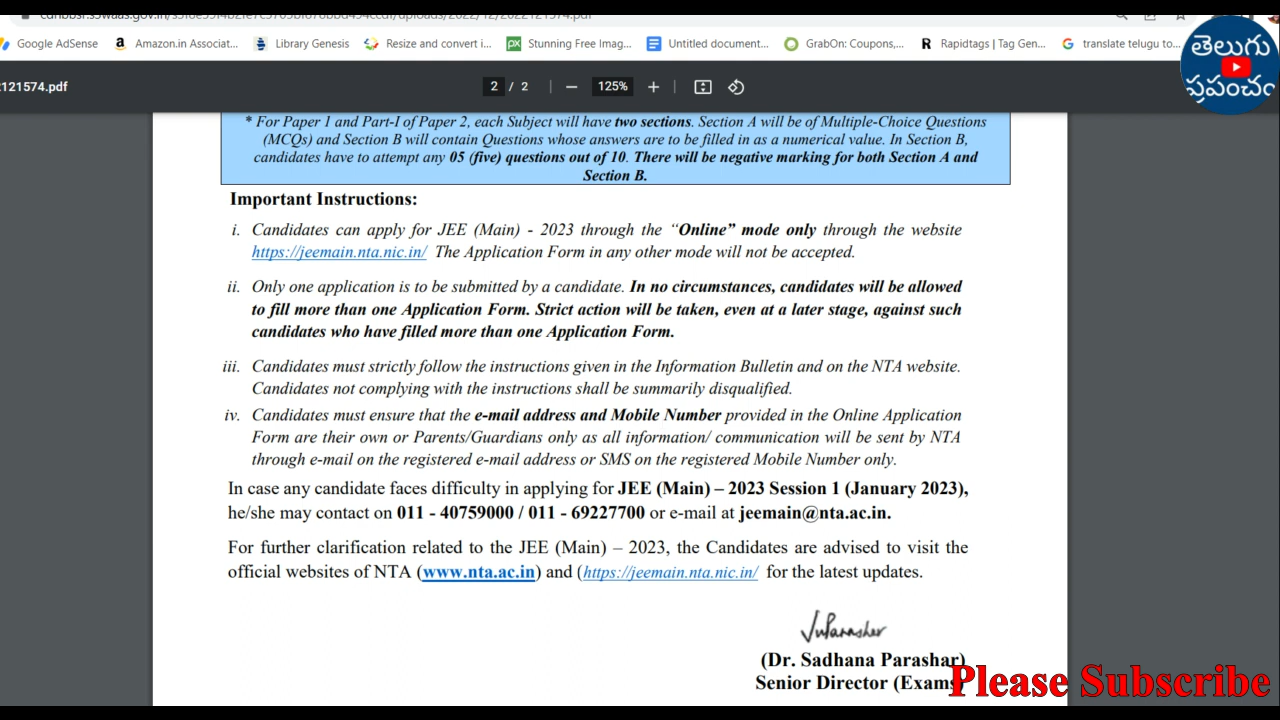 cdnbbsr.s3waas.gov.in/
/uploads/2022/12/2022121574.pdf
Google AdSense
Amazon.in Associat...
Library Genesis
Resize and convert i...
Stunning Free Imag...
Untitled document...
GrabOn: Coupons,...
Rapidtags | Tag Gen...
translate telugu to...
తెలుగు
ప్రపంచం
121574.pdf
2 / 2
125%
* For Paper 1 and Part-I of Paper 2, each Subject will have two sections. Section A will be of Multiple-Choice Questions
(MCQs) and Section B will contain Questions whose answers are to be filled in as a numerical value. In Section B,
candidates have to attempt any 05 (five) questions out of 10. There will be negative marking for both Section A and
Section B.
Important Instructions:
i. Candidates can apply for JEE (Main) - 2023 through the “Online” mode only through the website
https://jeemain.nta.nic.in/ The Application Form in any other mode will not be accepted.
ii. Only one application is to be submitted by a candidate. In no circumstances, candidates will be allowed
to fill more than one Application Form. Strict action will be taken, even at a later stage, against such
candidates who have filled more than one Application Form.
iii. Candidates must strictly follow the instructions given in the Information Bulletin and on the NTA website.
Candidates not complying with the instructions shall be summarily disqualified.
iv. Candidates must ensure that the e-mail address and Mobile Number provided in the Online Application
Form are their own or Parents/Guardians only as all information/ communication will be sent by NTA
through e-mail on the registered e-mail address or SMS on the registered Mobile Number only.
In case any candidate faces difficulty in applying for JEE (Main) – 2023 Session 1 (January 2023),
he/she may contact on 011 - 40759000 / 011 - 69227700 or e-mail at jeemain@nta.ac.in.
For further clarification related to the JEE (Main) – 2023, the Candidates are advised to visit the
official websites of NTA (www.nta.ac.in) and (https://jeemain.nta.nic.in/ for the latest updates.
(Dr. Sadhana Parashar)
Senior Director (Exams)
Please Subscribe